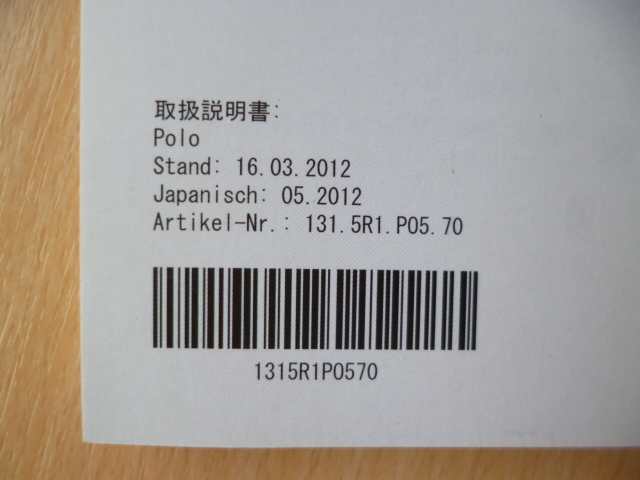 取扱説明書:
Polo
Stand: 16.03.2012
Japanisch: 05.2012
Artikel-Nr.: 131.5R1.P05.70
1315R1P0570